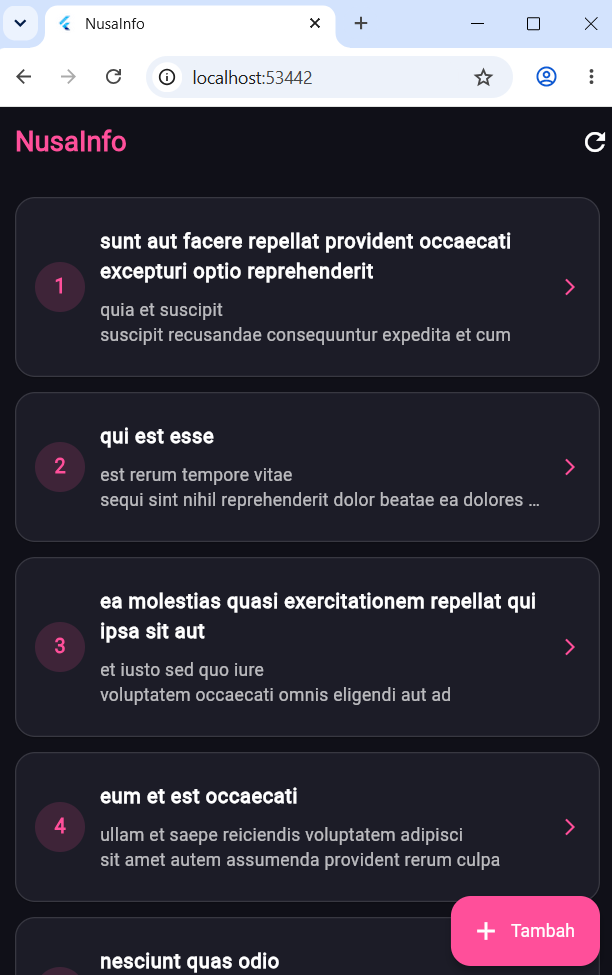 NusaInfo
localhost:53442
NusaInfo
sunt aut facere repellat provident occaecati
excepturi optio reprehenderit
1
quia et suscipit
suscipit recusandae consequuntur expedita et cum
qui est esse
2
est rerum tempore vitae
sequi sint nihil reprehenderit dolor beatae ea dolores ...
ea molestias quasi exercitationem repellat qui
ipsa sit aut
3
et iusto sed quo iure
voluptatem occaecati omnis eligendi aut ad
eum et est occaecati
4
ullam et saepe reiciendis voluptatem adipisci
sit amet autem assumenda provident rerum culpa
Tambah
nesciunt quas odio